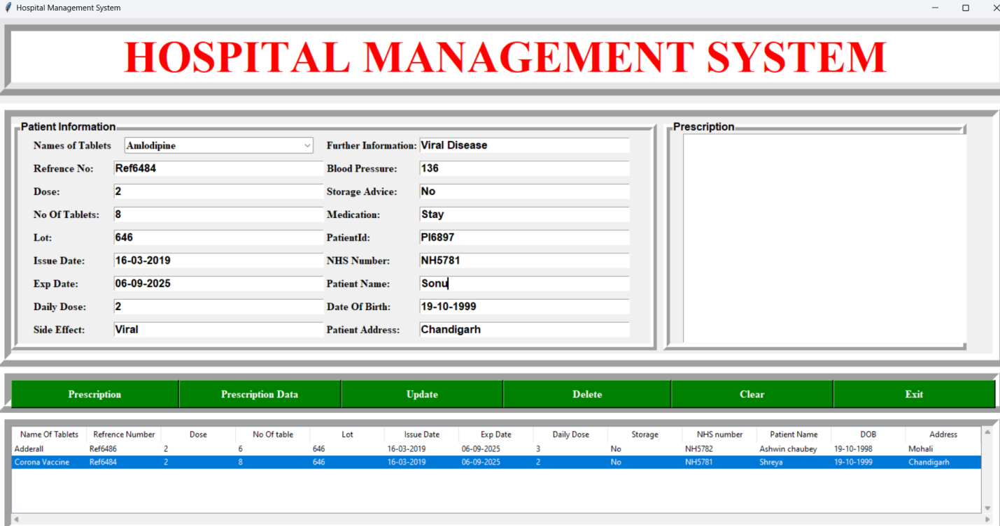 Hospital Management System
HOSPITAL MANAGEMENT SYSTEM
Patient Information
Names of Tablets Amlodipine
Refrence No: Ref6484
Dose: 2
No Of Tablets: 8
Lot: 646
Issue Date: 16-03-2019
Exp Date: 06-09-2025
Daily Dose: 2
Side Effect: Viral
Further Information: Viral Disease
Blood Pressure: 136
Storage Advice: No
Medication: Stay
PatientId: PI6897
NHS Number: NH5781
Patient Name: Sonu
Date Of Birth: 19-10-1999
Patient Address: Chandigarh
Prescription
Prescription Prescription Data Update Delete Clear Exit
Name Of Tablets Refrence Number Dose No Of table Lot Issue Date Exp Date Daily Dose Storage NHS number Patient Name DOB Address
Adderall Ref6486 2 6 646 16-03-2019 06-09-2025 3 No NH5782 Ashwin chaubey 19-10-1998 Mohali
Corona Vaccine Ref6484 2 8 646 16-03-2019 06-09-2025 2 No NH5781 Shreya 19-10-1999 Chandigarh